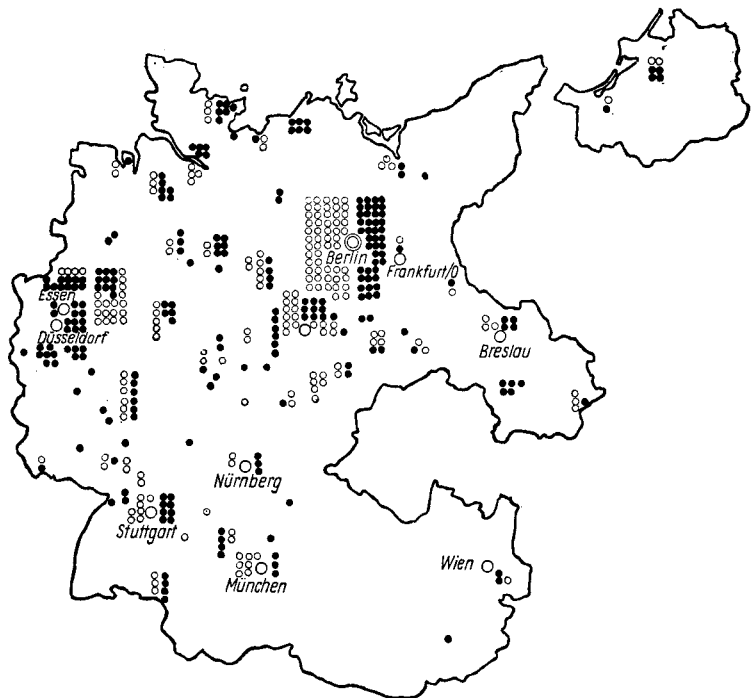 Berlin
Frankfurt/O
Essen
Düsseldorf
Breslau
Nürnberg
Stuttgart
München
Wien